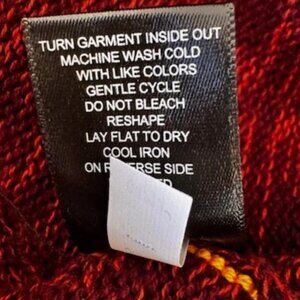 TURN GARMENT INSIDE OUT
MACHINE WASH COLD
WITH LIKE COLORS
GENTLE CYCLE
DO NOT BLEACH
RESHAPE
LAY FLAT TO DRY
COOL IRON
ON REVERSE SIDE